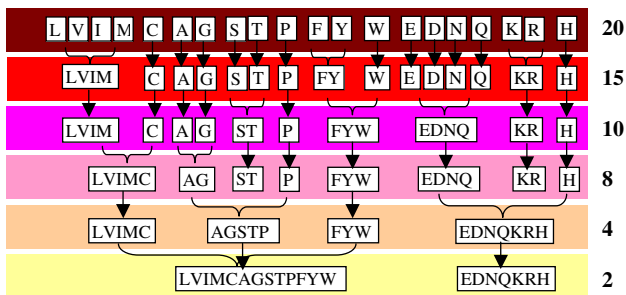 L V I M C A G S T P F Y W E D N Q K R H 20
LVIM C A G S T P FY W E D N Q KR H 15
LVIM C A G ST P FYW EDNQ KR H 10
LVIMC AG ST P FYW EDNQ KR H 8
LVIMC AGSTP FYW EDNQKRH 4
LVIMCAGSTPFYW EDNQKRH 2